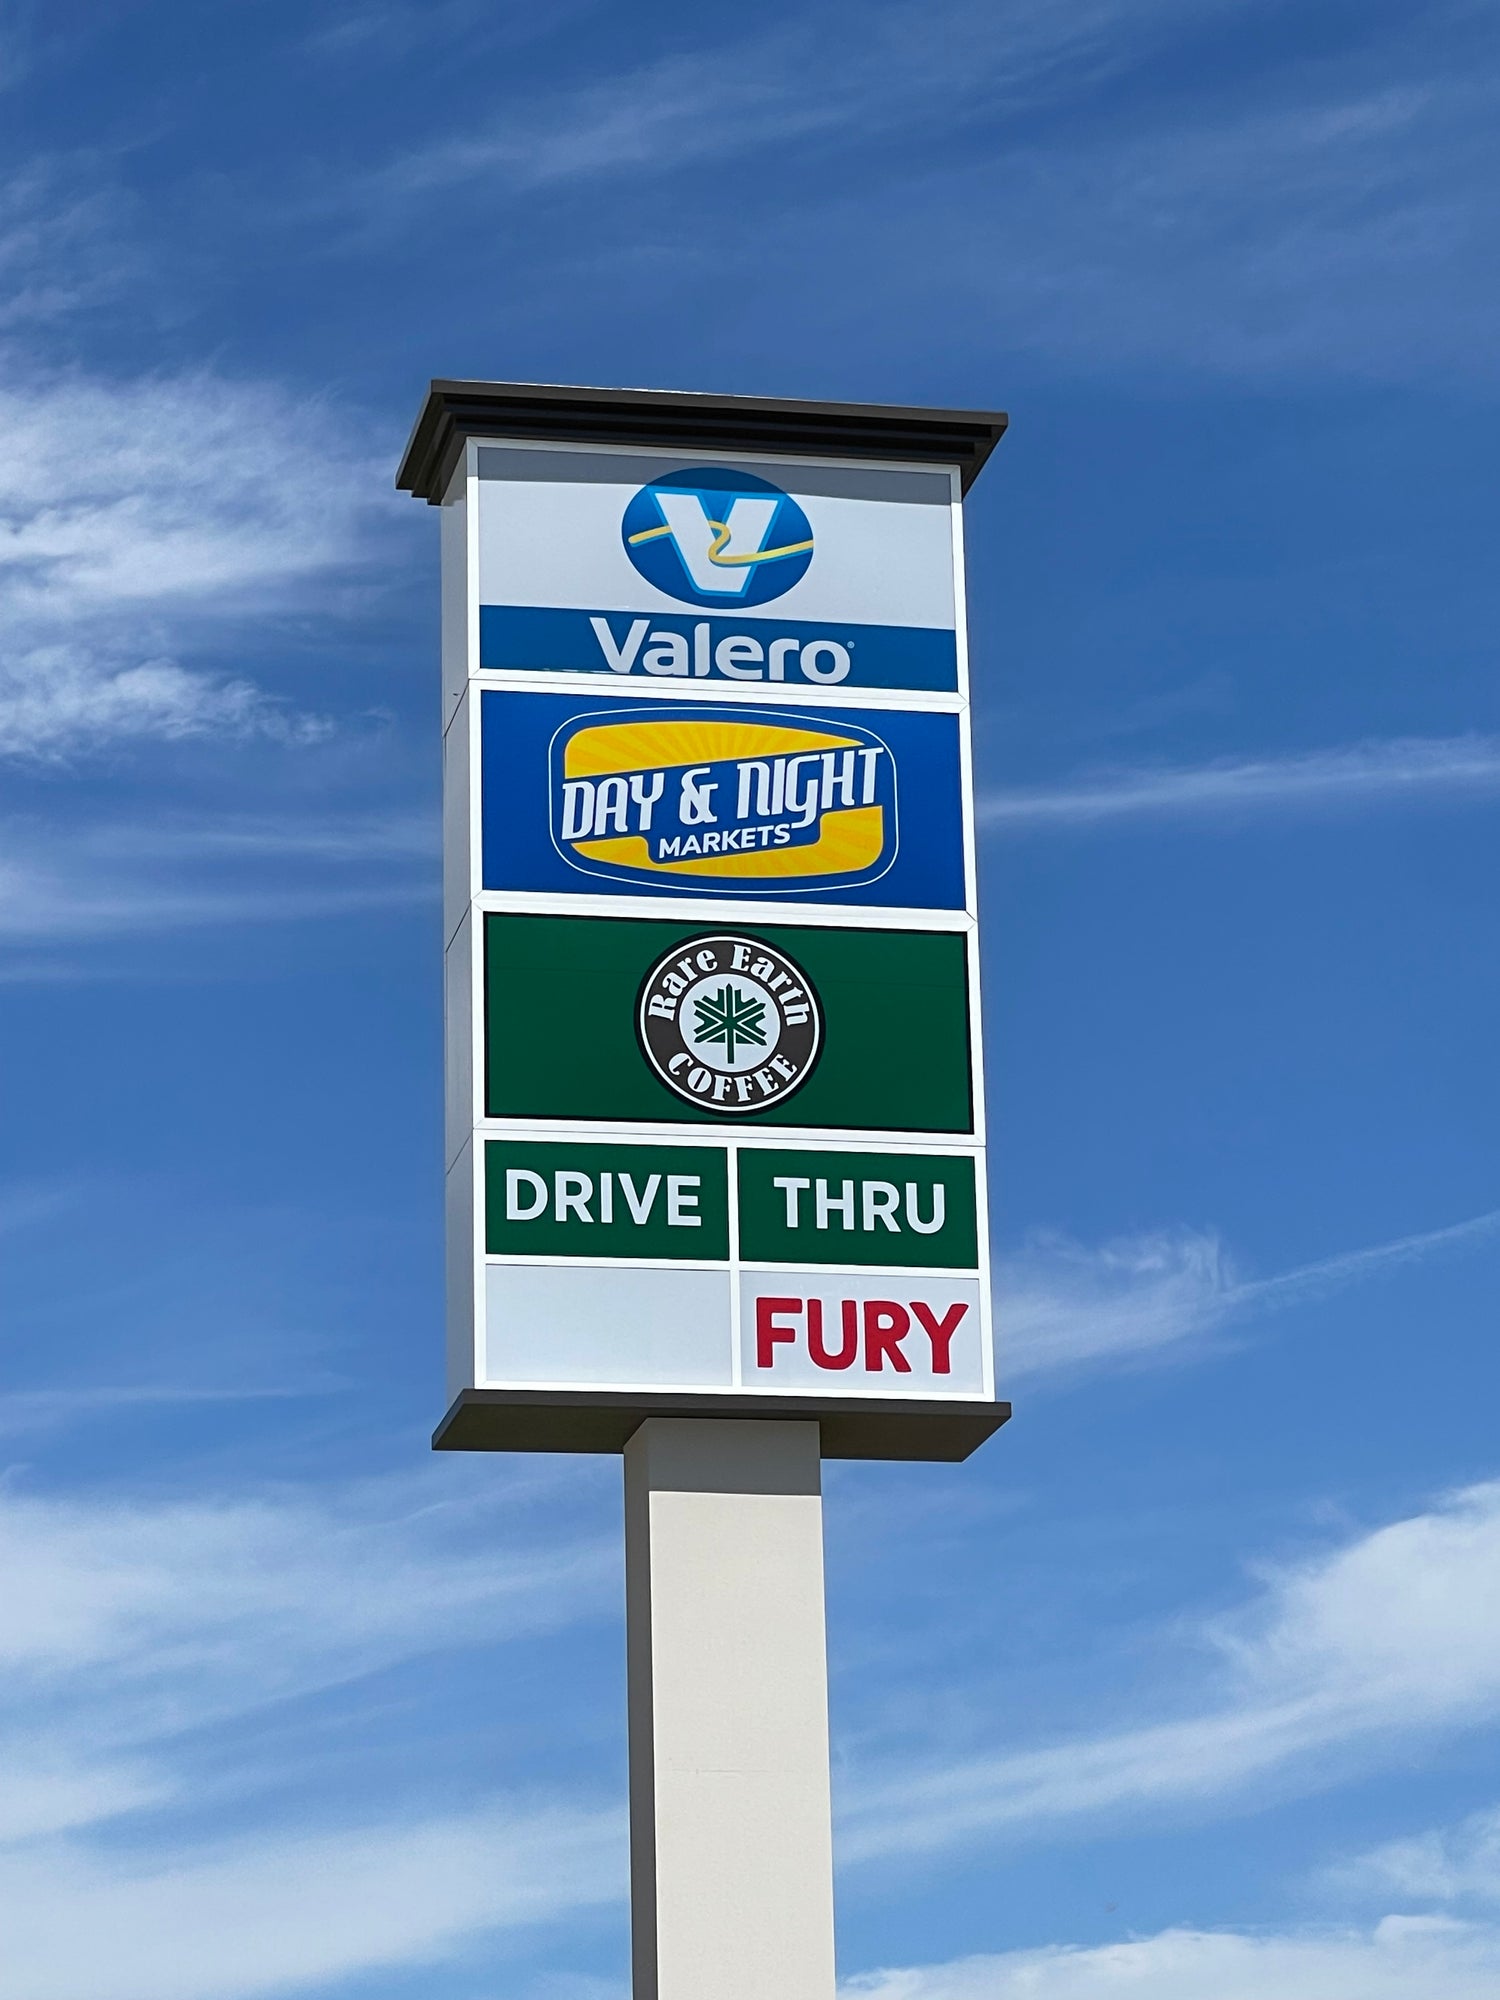 V
Valero®
DAY & NIGHT
MARKETS
Rare Earth
COFFEE
DRIVE THRU
FURY